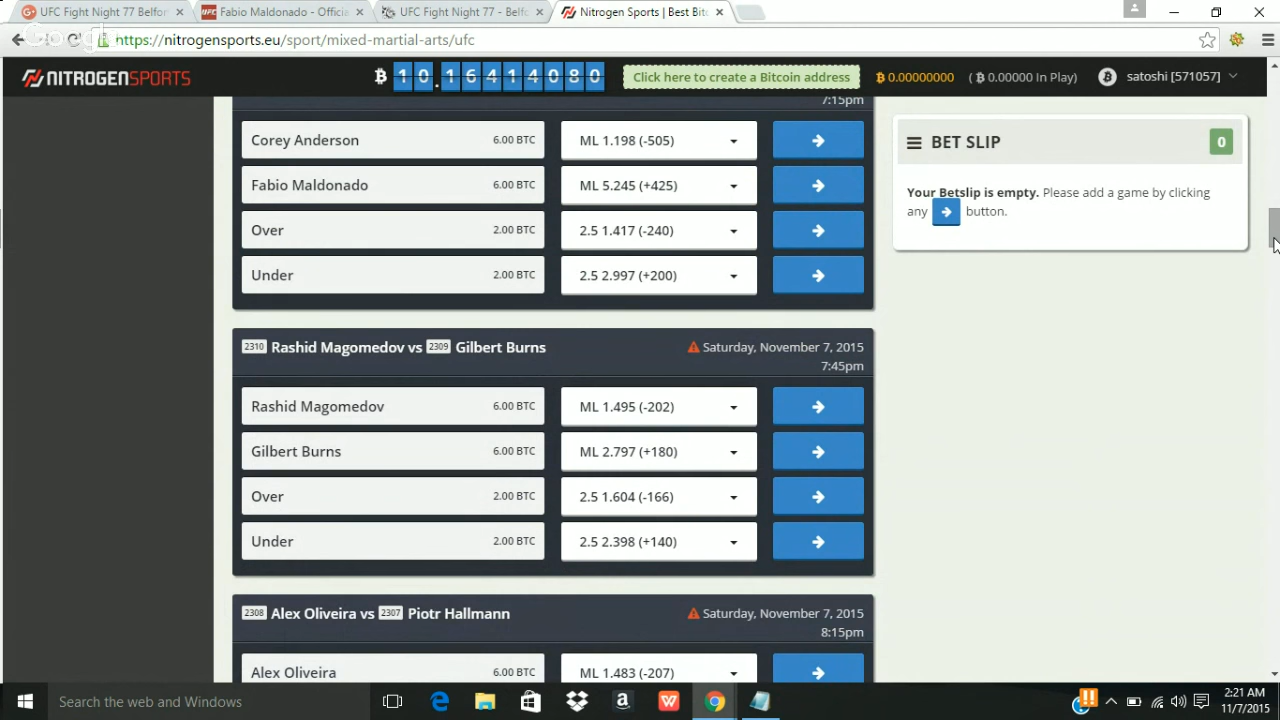 UFC Fight Night 77 Belfor
Fabio Maldonado - Officia
UFC Fight Night 77 - Belfo
Nitrogen Sports | Best Bit
https://nitrogensports.eu/sport/mixed-martial-arts/ufc
NITROGENSPORTS
10.16414080
Click here to create a Bitcoin address
0.00000000
( 0.00000 In Play)
satoshi [571057]
7:15pm
Corey Anderson 6.00 BTC ML 1.198 (-505)
Fabio Maldonado 6.00 BTC ML 5.245 (+425)
Over 2.00 BTC 2.5 1.417 (-240)
Under 2.00 BTC 2.5 2.997 (+200)
BET SLIP 0
Your Betslip is empty. Please add a game by clicking
any button.
2310 Rashid Magomedov vs 2309 Gilbert Burns Saturday, November 7, 2015
7:45pm
Rashid Magomedov 6.00 BTC ML 1.495 (-202)
Gilbert Burns 6.00 BTC ML 2.797 (+180)
Over 2.00 BTC 2.5 1.604 (-166)
Under 2.00 BTC 2.5 2.398 (+140)
2308 Alex Oliveira vs 2307 Piotr Hallmann Saturday, November 7, 2015
8:15pm
Alex Oliveira 6.00 BTC ML 1.483 (-207)
Search the web and Windows
2:21 AM
11/7/2015